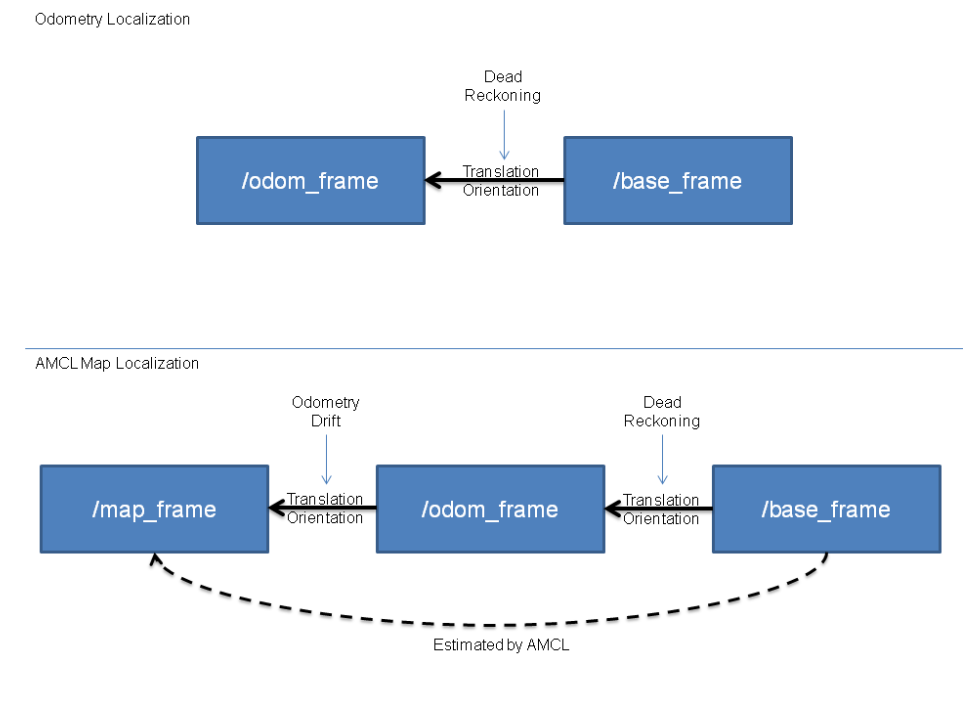 Odometry Localization
Dead
Reckoning
/odom_frame
Translation
Orientation
/base_frame
AMCL Map Localization
Odometry
Drift
Dead
Reckoning
/map_frame
Translation
Orientation
/odom_frame
Translation
Orientation
/base_frame
Estimated by AMCL